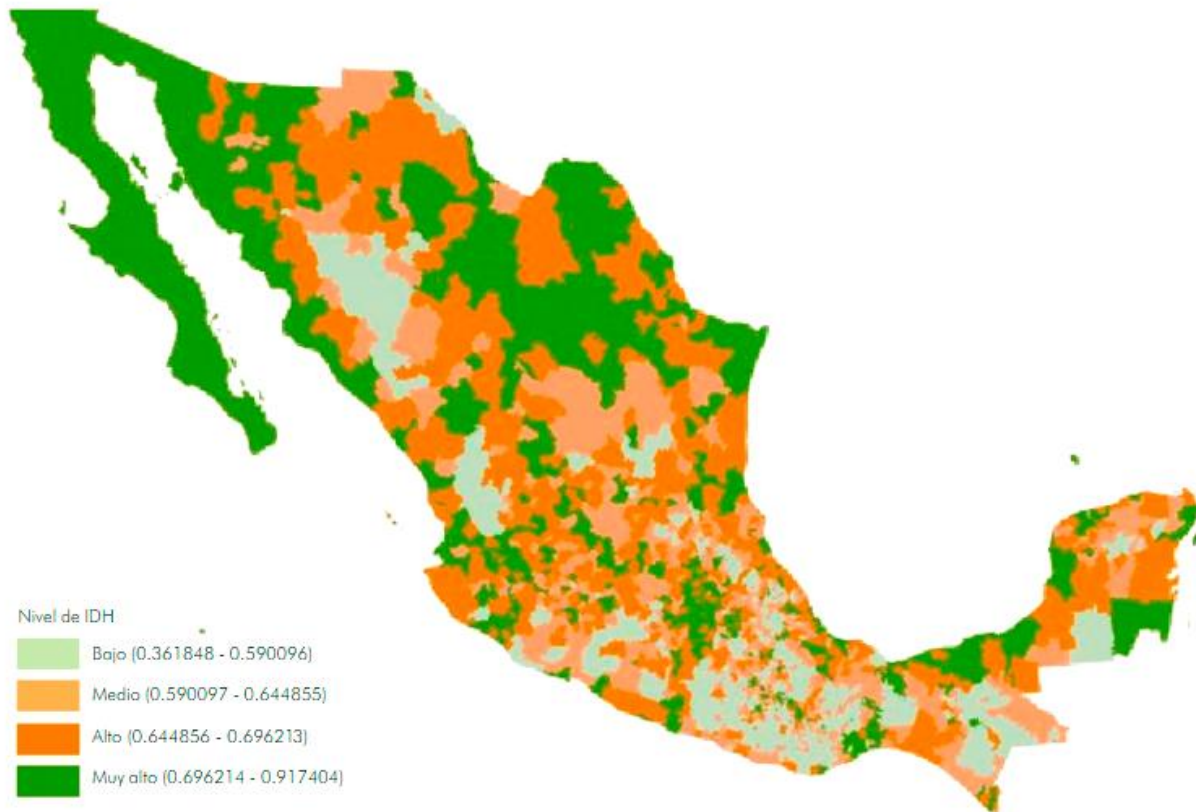 Nivel de IDH
Bajo (0.361848 - 0.590096)
Medio (0.590097 - 0.644855)
Alto (0.644856 - 0.696213)
Muy alto (0.696214 - 0.917404)